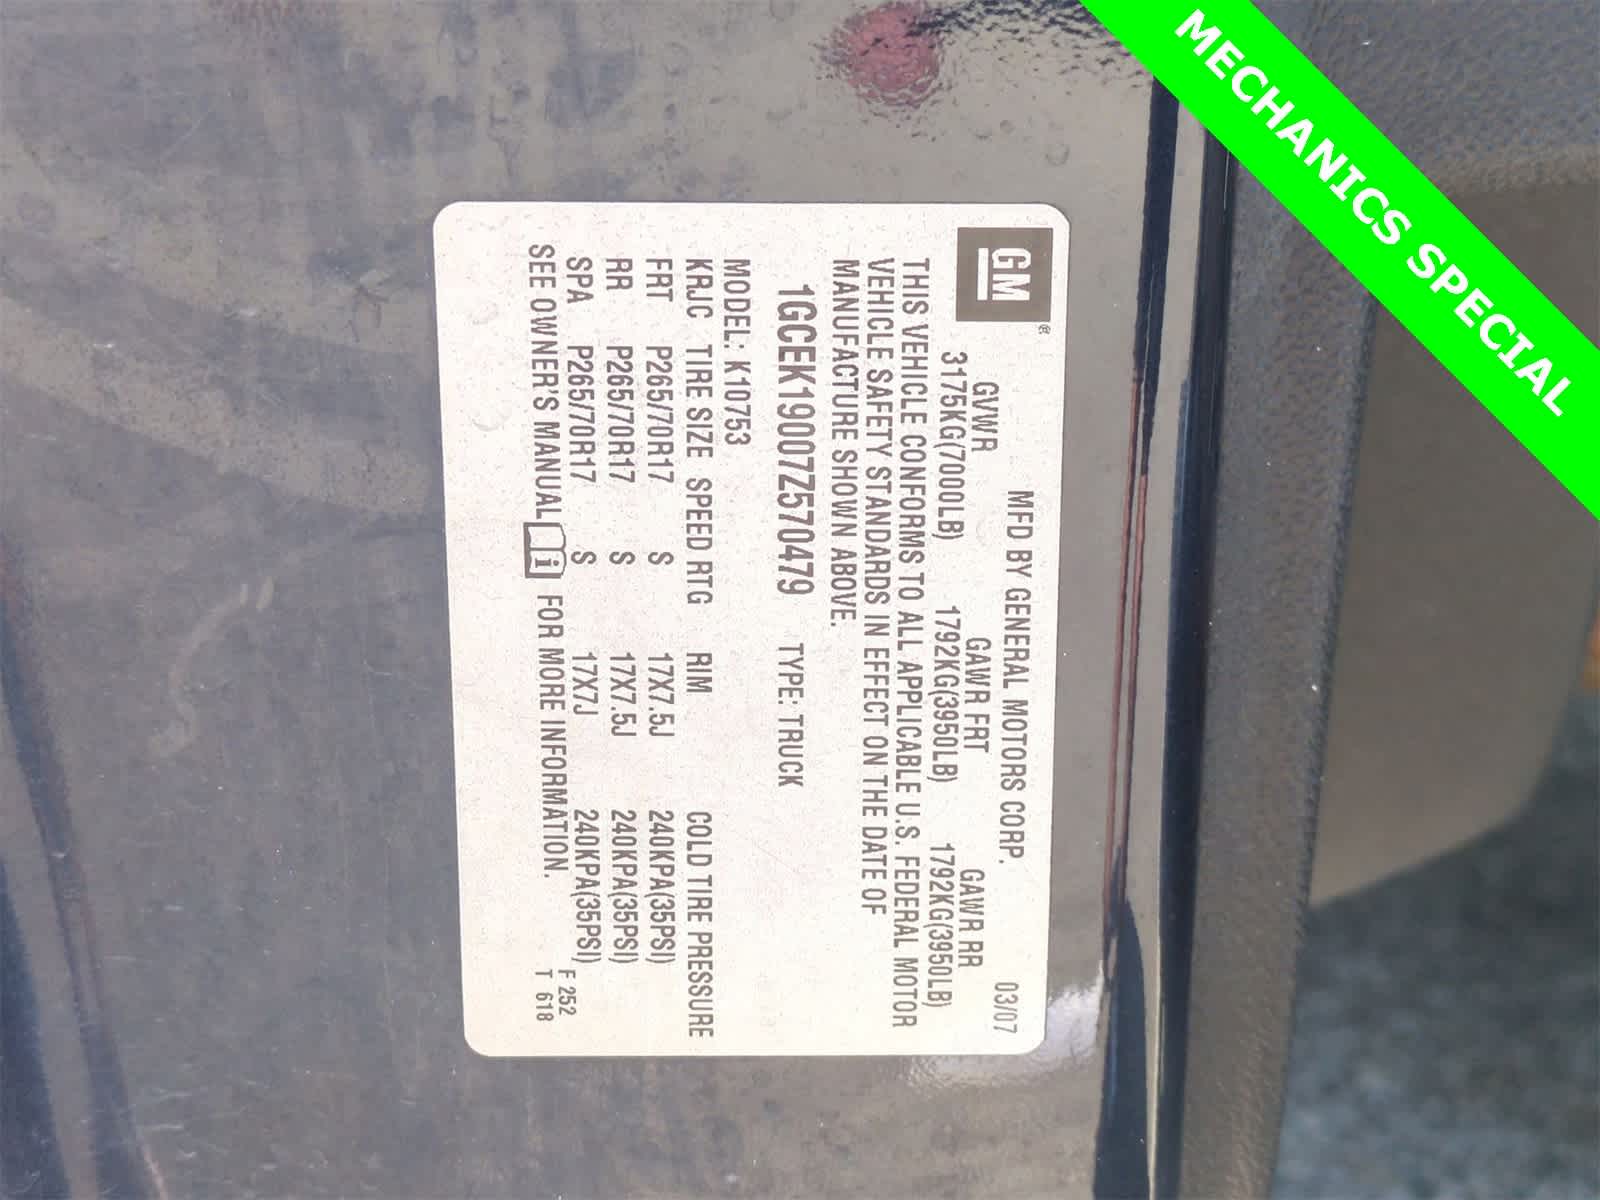 MECHANICS SPECIAL
GM®
MFD BY GENERAL MOTORS CORP. 03/07
GVWR GAWR FRT GAWR RR
3175KG(7000LB) 1792KG(3950LB) 1792KG(3950LB)
THIS VEHICLE CONFORMS TO ALL APPLICABLE U.S. FEDERAL MOTOR
VEHICLE SAFETY STANDARDS IN EFFECT ON THE DATE OF
MANUFACTURE SHOWN ABOVE.
1GCEK19007Z570479 TYPE: TRUCK
MODEL: K10753
KRJC TIRE SIZE SPEED RTG RIM COLD TIRE PRESSURE
FRT P265/70R17 S 17X7.5J 240KPA(35PSI)
RR P265/70R17 S 17X7.5J 240KPA(35PSI)
SPA P265/70R17 S 17X7J 240KPA(35PSI) F 252
SEE OWNER'S MANUAL i FOR MORE INFORMATION. T 618